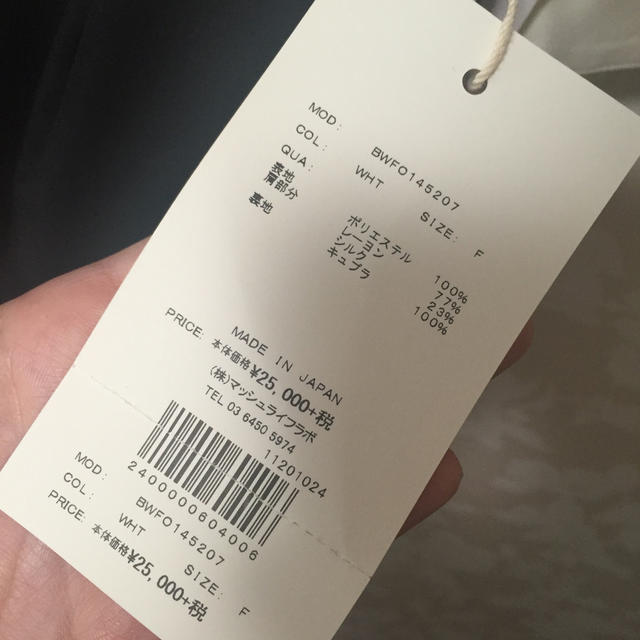 MOD: BWFO145207
COL: WHT SIZE: F
QUA:
表地 ポリエステル 100%
肩部分 レーヨン 77%
シルク 23%
裏地 キュプラ 100%
MADE IN JAPAN
PRICE: 本体価格¥25,000+税
(株)マッシュライフラボ
TEL 03 6450 5974
11201024
2400000604006
MOD: BWFO145207
COL: WHT SIZE: F
PRICE: 本体価格¥25,000+税